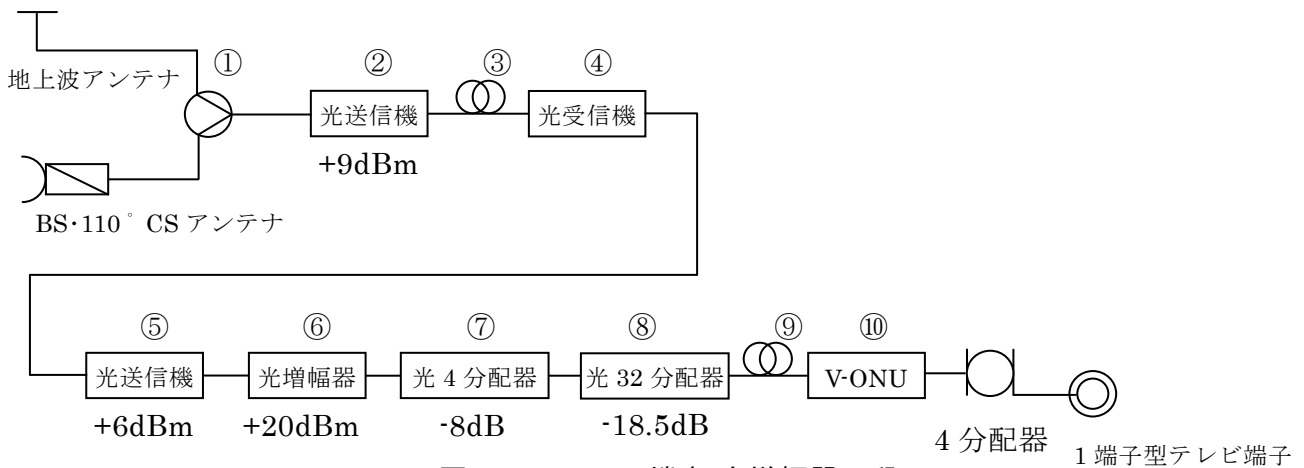 地上波アンテナ
①
②
③
④
光送信機
光受信機
+9dBm
BS･110ﾟ CS アンテナ
⑤
⑥
⑦
⑧
⑨
⑩
光送信機
光増幅器
光 4 分配器
光 32 分配器
V-ONU
+6dBm
+20dBm
-8dB
-18.5dB
4 分配器
1 端子型テレビ端子